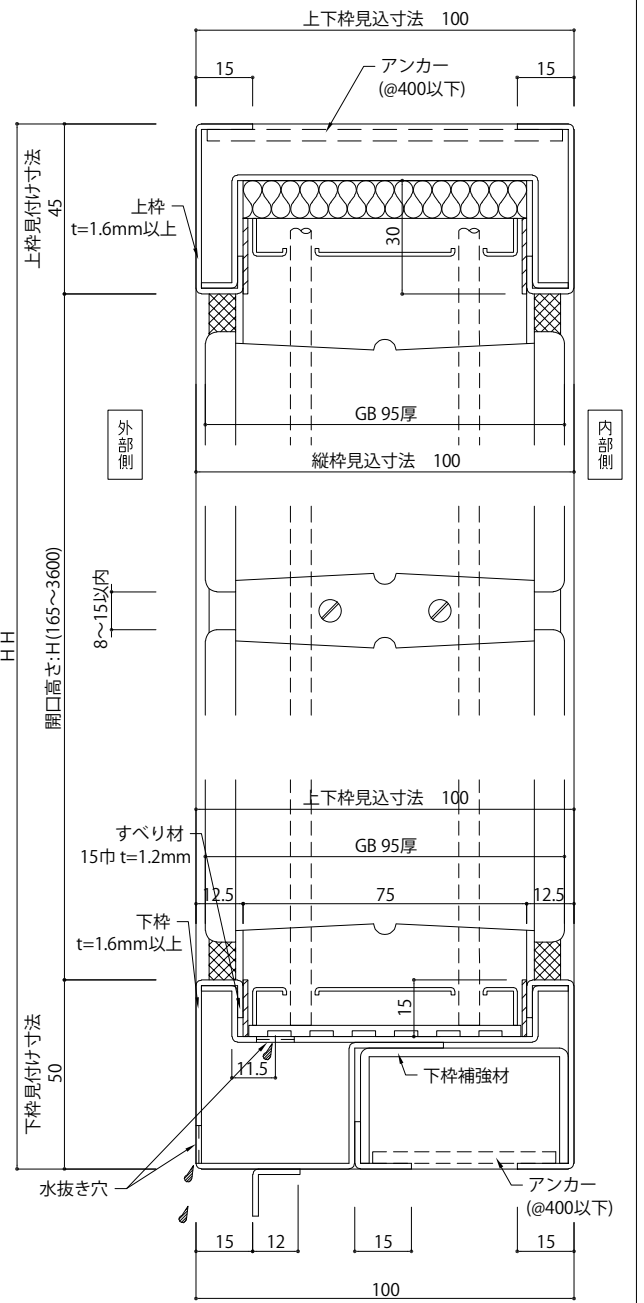 上下枠見込寸法　100
15
アンカー
(@400以下)
15
上枠見付け寸法
45
上枠
t=1.6mm以上
30
GB 95厚
外部側
内部側
縦枠見込寸法　100
H H
開口高さ:H (165〜3600)
8〜15以内
上下枠見込寸法　100
すべり材
15巾 t=1.2mm
GB 95厚
12.5
75
12.5
下枠
t=1.6mm以上
15
下枠見付け寸法
50
11.5
下枠補強材
水抜き穴
アンカー
(@400以下)
15
12
15
15
100